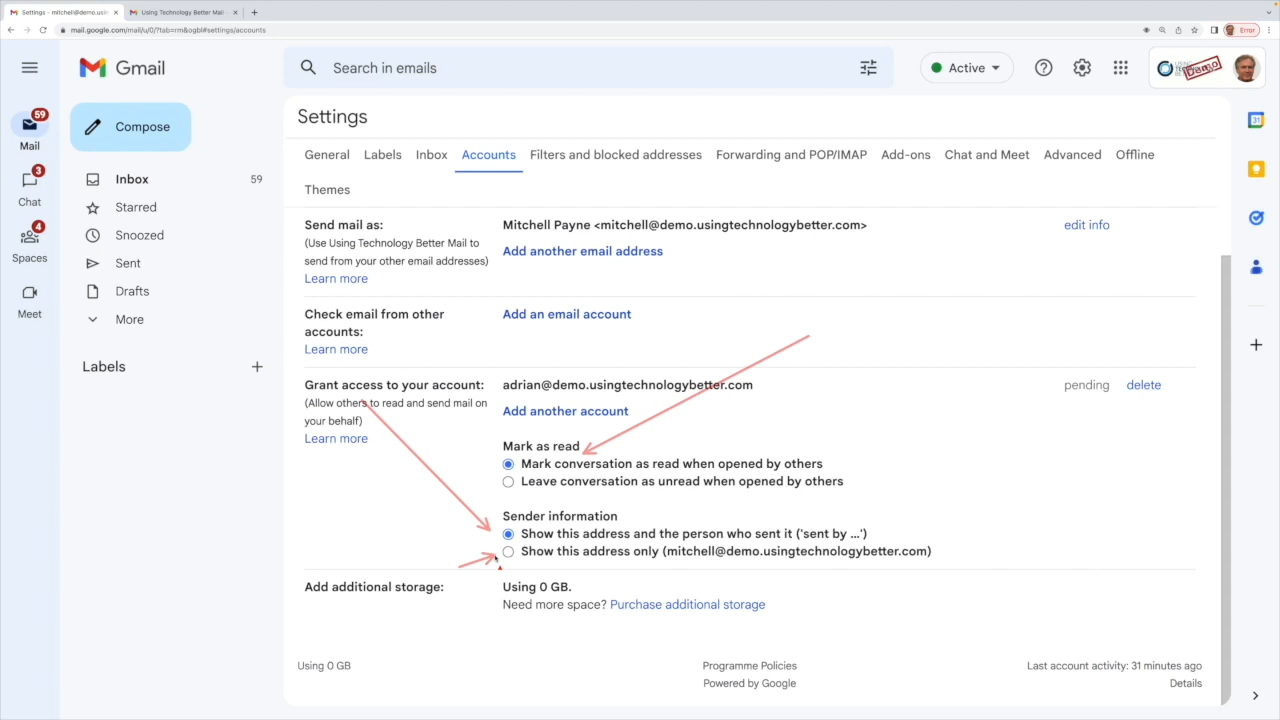 Settings - mitchell@demo.usin
Using Technology Better Mail
mail.google.com/mail/u/0/?tab=rm&ogbl#settings/accounts
Error
Gmail
Search in emails
Active
Demo
59
Mail
3
Chat
4
Spaces
Meet
Compose
Inbox 59
Starred
Snoozed
Sent
Drafts
More
Labels
Settings
General Labels Inbox Accounts Filters and blocked addresses Forwarding and POP/IMAP Add-ons Chat and Meet Advanced Offline
Themes
Send mail as:
(Use Using Technology Better Mail to
send from your other email addresses)
Learn more
Mitchell Payne <mitchell@demo.usingtechnologybetter.com> edit info
Add another email address
Check email from other
accounts:
Learn more
Add an email account
Grant access to your account:
(Allow others to read and send mail on
your behalf)
Learn more
adrian@demo.usingtechnologybetter.com pending delete
Add another account
Mark as read
Mark conversation as read when opened by others
Leave conversation as unread when opened by others
Sender information
Show this address and the person who sent it ('sent by ...')
Show this address only (mitchell@demo.usingtechnologybetter.com)
Add additional storage:
Using 0 GB.
Need more space? Purchase additional storage
Using 0 GB
Programme Policies
Powered by Google
Last account activity: 31 minutes ago
Details
31